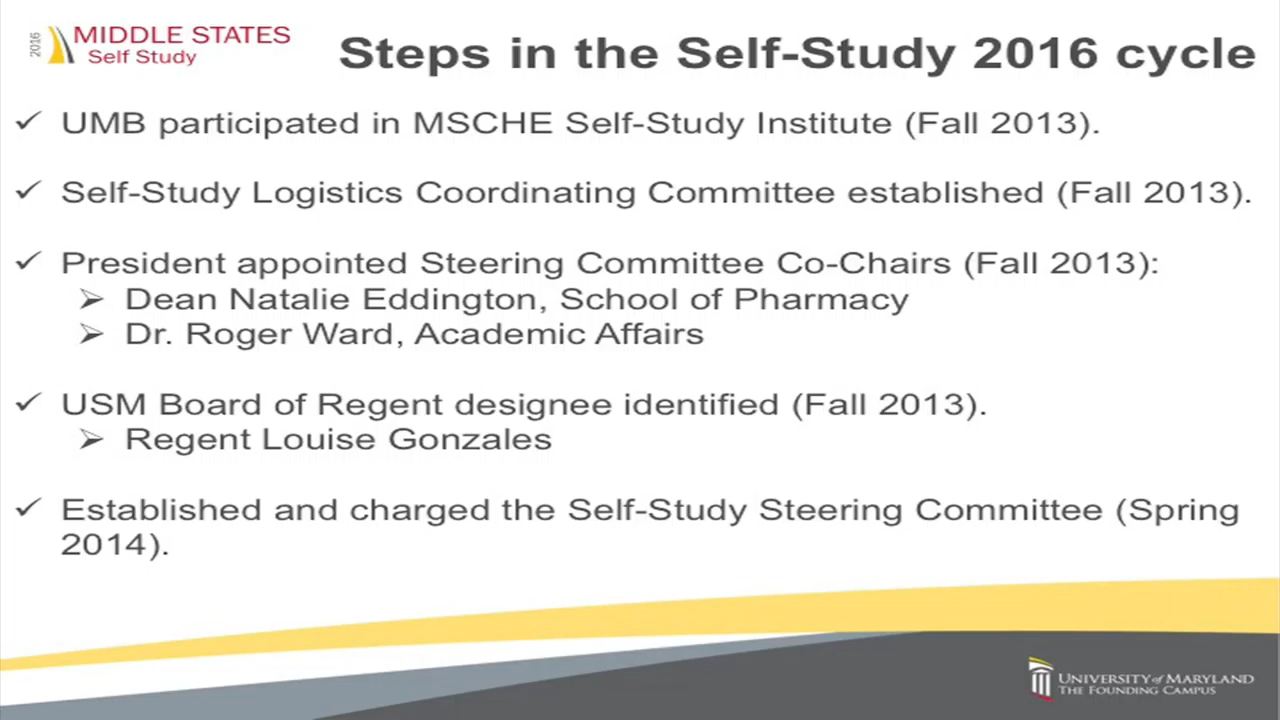 2016
MIDDLE STATES
Self Study
Steps in the Self-Study 2016 cycle
✓ UMB participated in MSCHE Self-Study Institute (Fall 2013).
✓ Self-Study Logistics Coordinating Committee established (Fall 2013).
✓ President appointed Steering Committee Co-Chairs (Fall 2013):
➢ Dean Natalie Eddington, School of Pharmacy
➢ Dr. Roger Ward, Academic Affairs
✓ USM Board of Regent designee identified (Fall 2013).
➢ Regent Louise Gonzales
✓ Established and charged the Self-Study Steering Committee (Spring
2014).
UNIVERSITY of MARYLAND
THE FOUNDING CAMPUS